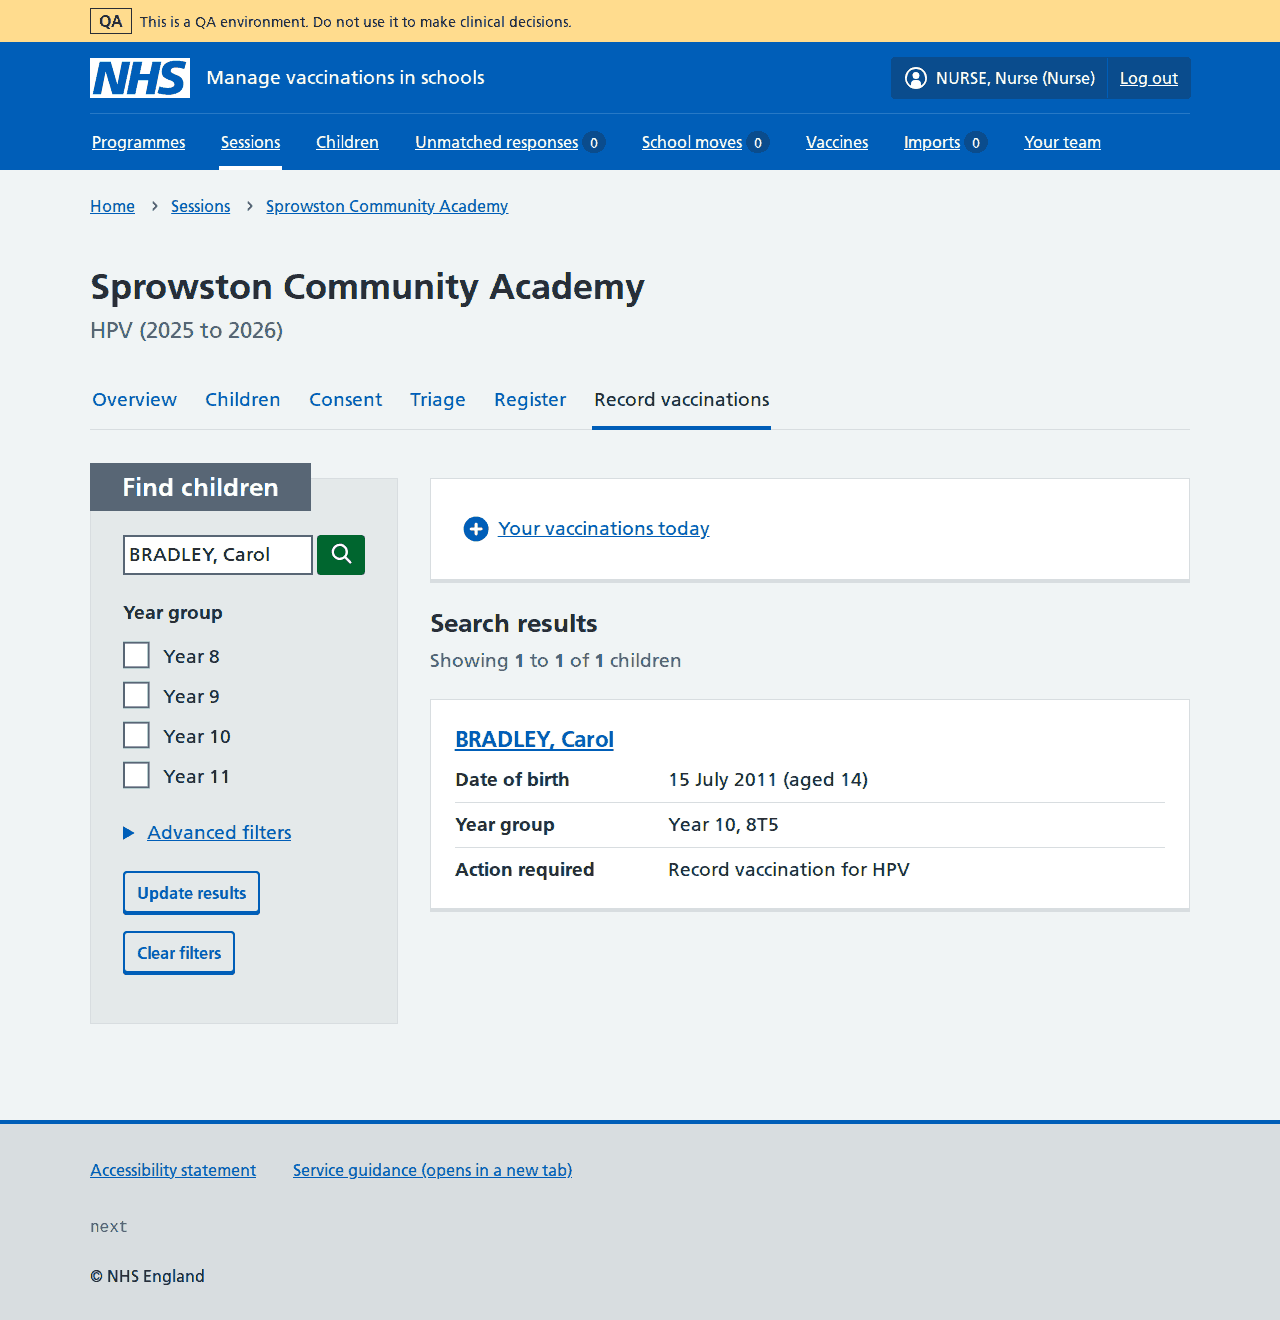 QA This is a QA environment. Do not use it to make clinical decisions.
NHS Manage vaccinations in schools NURSE, Nurse (Nurse) Log out
Programmes Sessions Children Unmatched responses 0 School moves 0 Vaccines Imports 0 Your team
Home Sessions Sprowston Community Academy
Sprowston Community Academy
HPV (2025 to 2026)
Overview Children Consent Triage Register Record vaccinations
Find children
BRADLEY, Carol
Year group
Year 8
Year 9
Year 10
Year 11
Advanced filters
Update results
Clear filters
Your vaccinations today
Search results
Showing 1 to 1 of 1 children
BRADLEY, Carol
Date of birth 15 July 2011 (aged 14)
Year group Year 10, 8T5
Action required Record vaccination for HPV
Accessibility statement Service guidance (opens in a new tab)
next
© NHS England